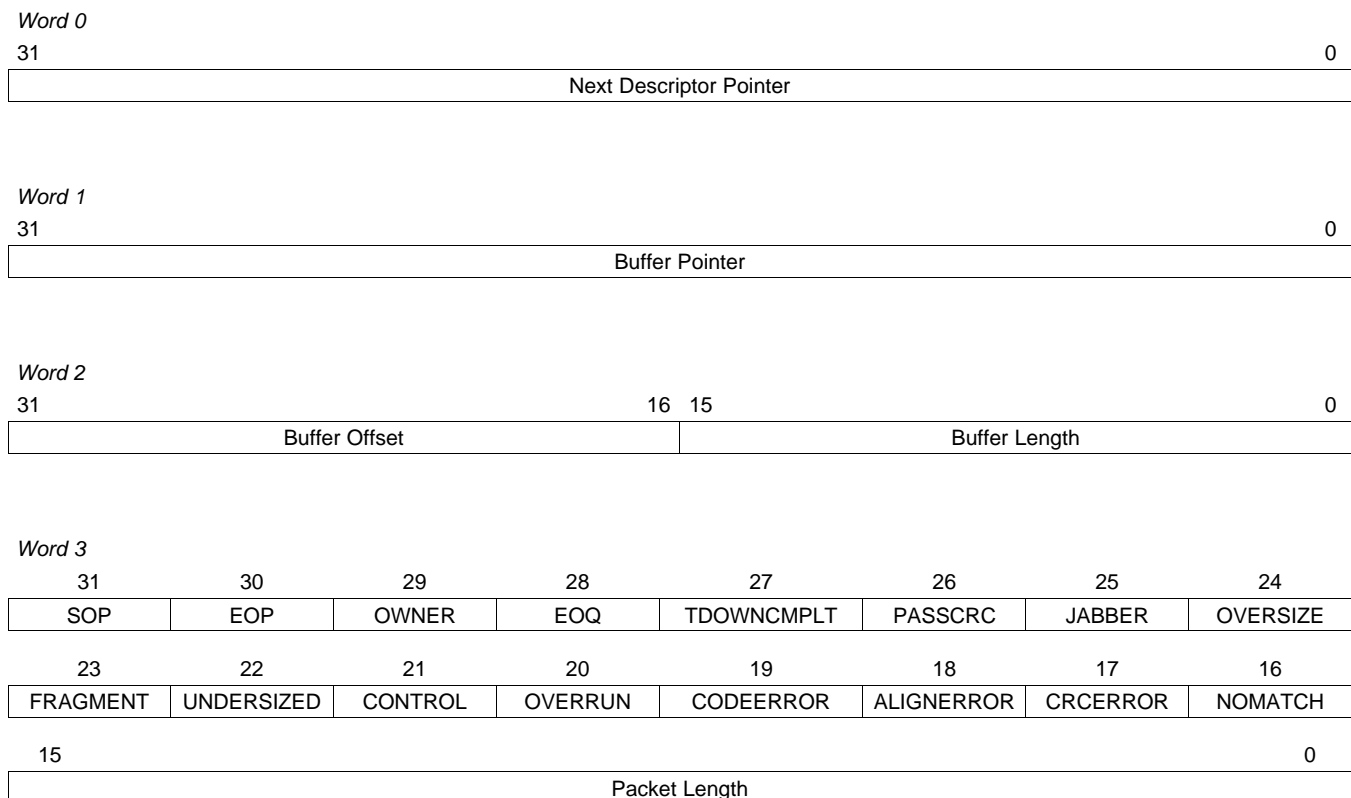 Word 0
31 0
Next Descriptor Pointer
Word 1
31 0
Buffer Pointer
Word 2
31 16 15 0
Buffer Offset Buffer Length
Word 3
31 30 29 28 27 26 25 24
SOP EOP OWNER EOQ TDOWNCMPLT PASSCRC JABBER OVERSIZE
23 22 21 20 19 18 17 16
FRAGMENT UNDERSIZED CONTROL OVERRUN CODEERROR ALIGNERROR CRCERROR NOMATCH
15 0
Packet Length